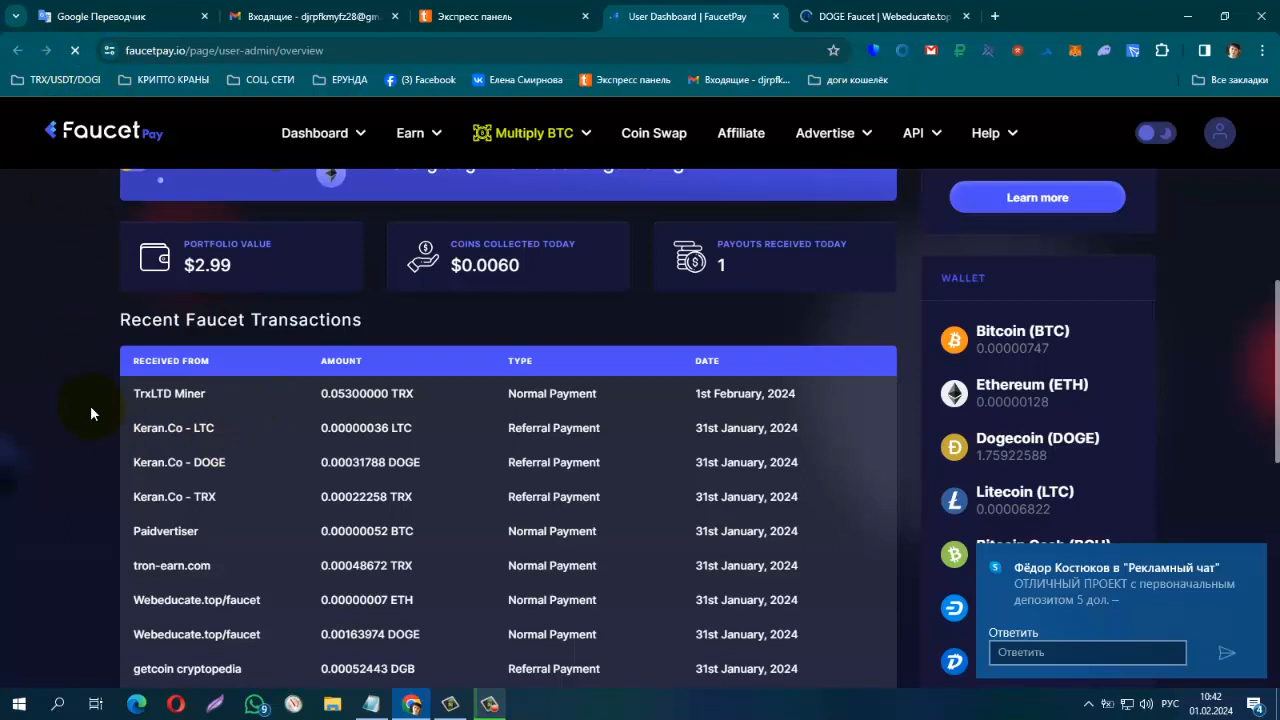 Google Переводчик
Входящие - djrpfkmyfz28@gm
Экспресс панель
User Dashboard | FaucetPay
DOGE Faucet | Webeducate.top
faucetpay.io/page/user-admin/overview
TRX/USDT/DOGI
КРИПТО КРАНЫ
СОЦ. СЕТИ
ЕРУНДА
(3) Facebook
Елена Смирнова
Экспресс панель
Входящие - djrpfk...
доги кошелёк
Все закладки
Faucet Pay
Dashboard
Earn
Multiply BTC
Coin Swap
Affiliate
Advertise
API
Help
Learn more
PORTFOLIO VALUE
$2.99
COINS COLLECTED TODAY
$0.0060
PAYOUTS RECEIVED TODAY
1
WALLET
Bitcoin (BTC)
0.00000747
Ethereum (ETH)
0.00000128
Dogecoin (DOGE)
1.75922588
Litecoin (LTC)
0.00006822
Recent Faucet Transactions
RECEIVED FROM AMOUNT TYPE DATE
TrxLTD Miner 0.05300000 TRX Normal Payment 1st February, 2024
Keran.Co - LTC 0.00000036 LTC Referral Payment 31st January, 2024
Keran.Co - DOGE 0.00031788 DOGE Referral Payment 31st January, 2024
Keran.Co - TRX 0.00022258 TRX Referral Payment 31st January, 2024
Paidvertiser 0.00000052 BTC Normal Payment 31st January, 2024
tron-earn.com 0.00048672 TRX Normal Payment 31st January, 2024
Webeducate.top/faucet 0.00000007 ETH Normal Payment 31st January, 2024
Webeducate.top/faucet 0.00163974 DOGE Normal Payment 31st January, 2024
getcoin cryptopedia 0.00052443 DGB Referral Payment 31st January, 2024
Фёдор Костюков в "Рекламный чат"
ОТЛИЧНЫЙ ПРОЕКТ с первоначальным
депозитом 5 дол. –
Ответить
Ответить
9
РУС
10:42
01.02.2024
4